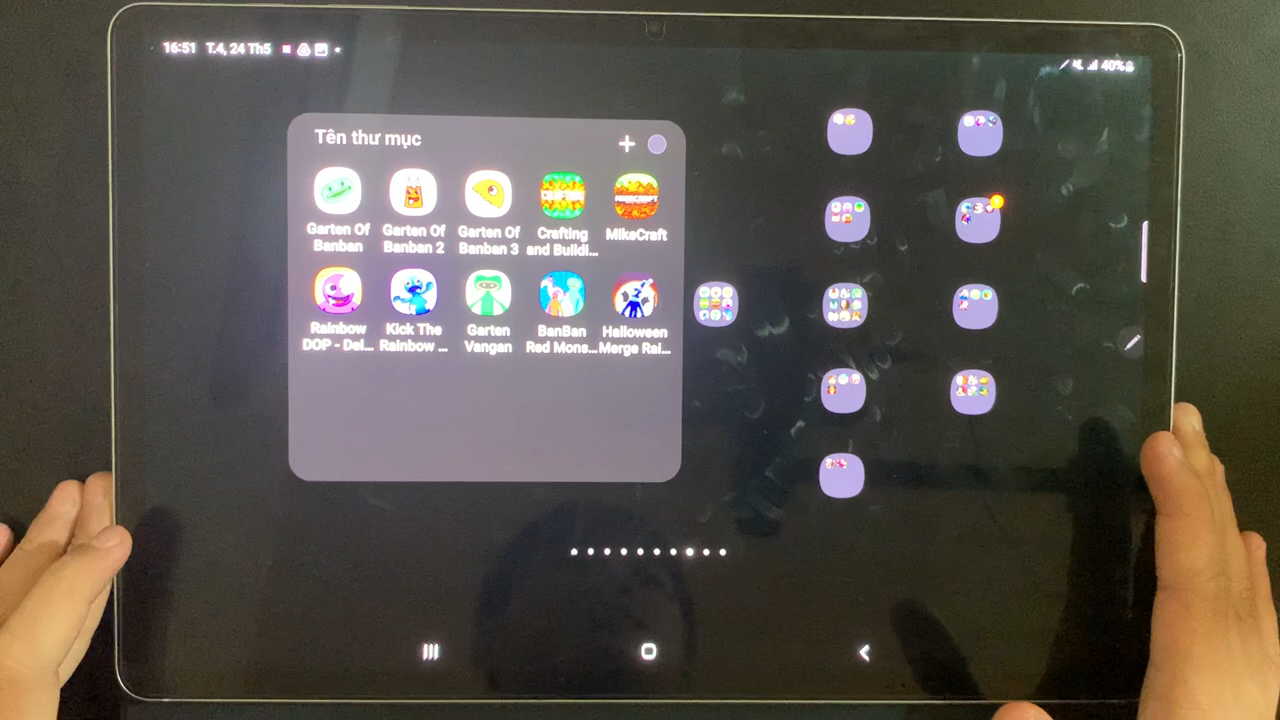 16:51 T.4, 24 Th5
40%
Tên thư mục
Garten Of
Banban
Garten Of
Banban 2
Garten Of
Banban 3
Crafting
and Buildi...
MikeCraft
Rainbow
DOP - Del...
Kick The
Rainbow ...
Garten
Vangan
BanBan
Red Mons...
Halloween
Merge Rai...